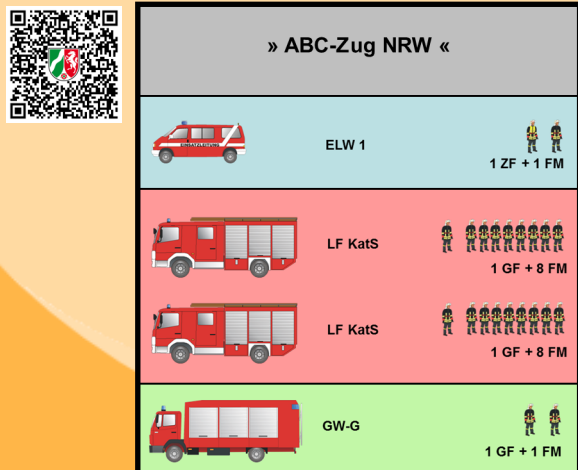 » ABC-Zug NRW «
EINSATZLEITUNG
ELW 1
1 ZF + 1 FM
LF KatS
1 GF + 8 FM
LF KatS
1 GF + 8 FM
GW-G
1 GF + 1 FM